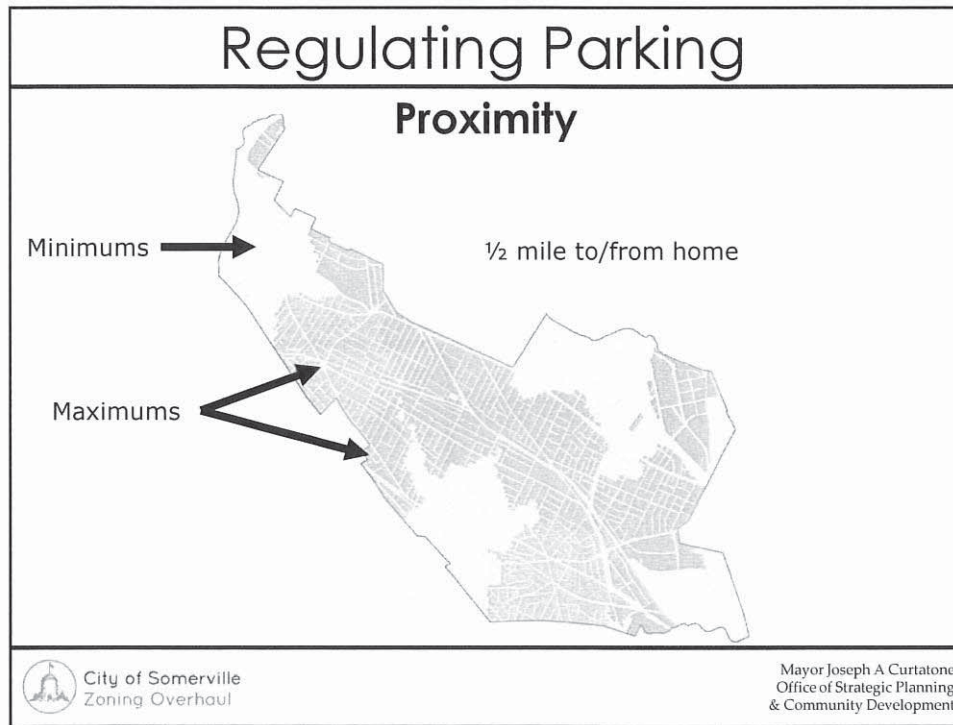 Regulating Parking
Proximity
Minimums
½ mile to/from home
Maximums
City of Somerville
Zoning Overhaul
Mayor Joseph A Curtatone
Office of Strategic Planning
& Community Development